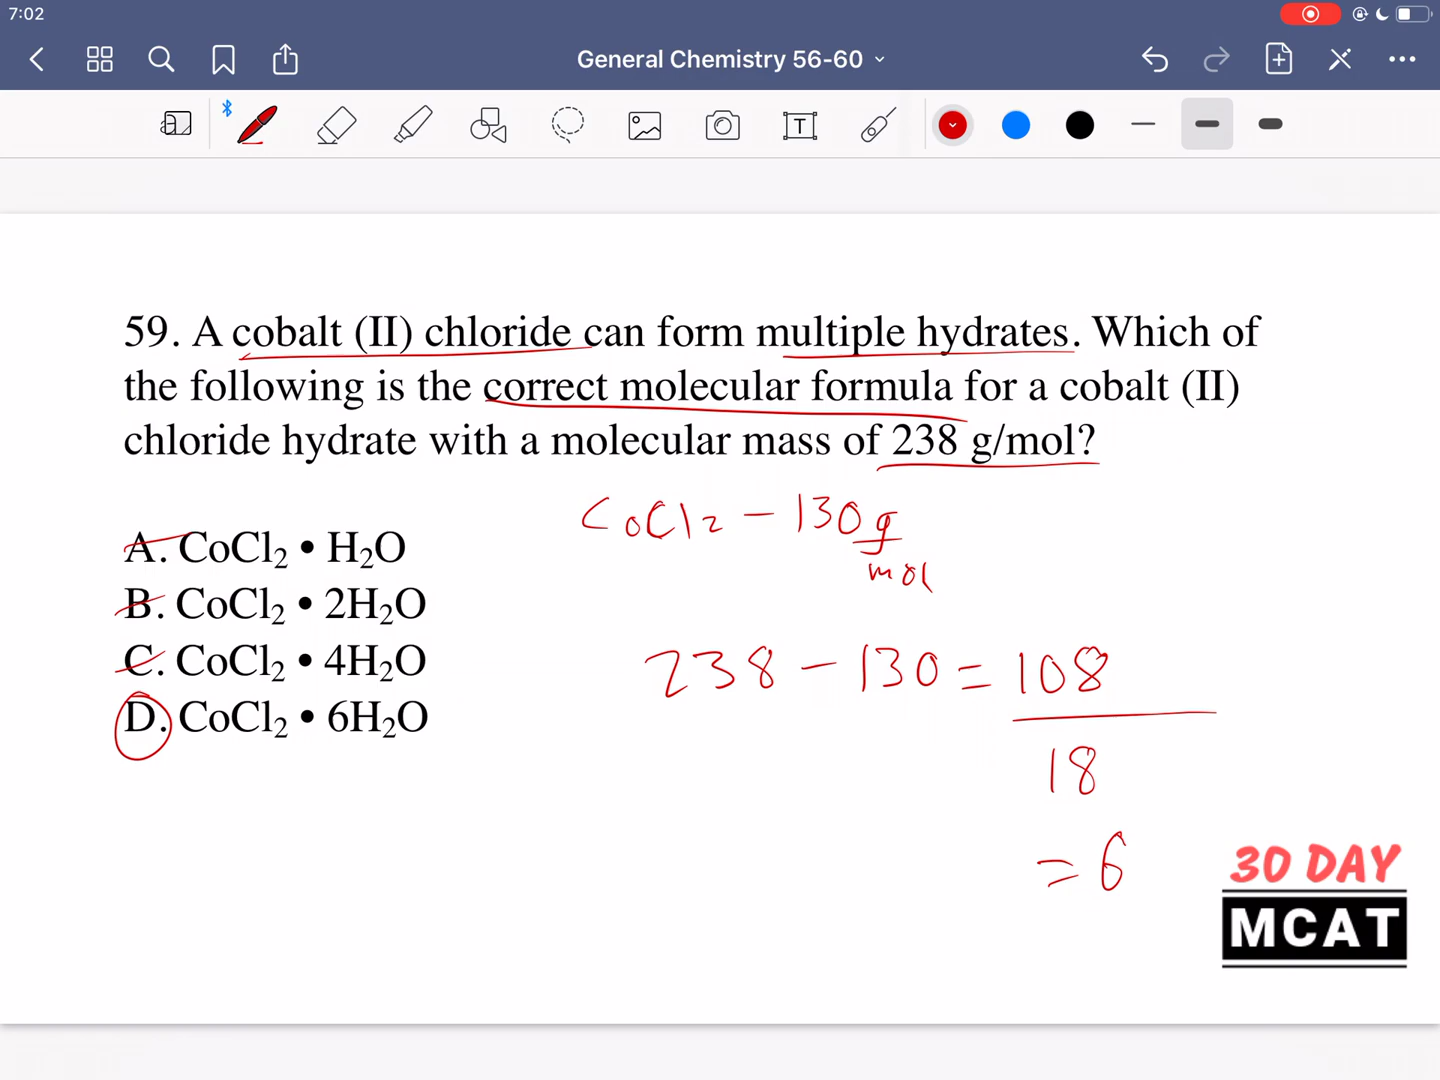 7:02
General Chemistry 56-60
T
59. A cobalt (II) chloride can form multiple hydrates. Which of
the following is the correct molecular formula for a cobalt (II)
chloride hydrate with a molecular mass of 238 g/mol?
CoCl2 – 130 g
mol
A. CoCl₂ • H₂O
B. CoCl₂ • 2H₂O
C. CoCl₂ • 4H₂O
D. CoCl₂ • 6H₂O
238 – 130 = 108
18
= 6
30 DAY
MCAT